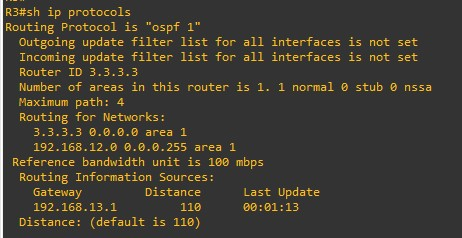 R3#sh ip protocols
Routing Protocol is "ospf 1"
Outgoing update filter list for all interfaces is not set
Incoming update filter list for all interfaces is not set
Router ID 3.3.3.3
Number of areas in this router is 1. 1 normal 0 stub 0 nssa
Maximum path: 4
Routing for Networks:
3.3.3.3 0.0.0.0 area 1
192.168.12.0 0.0.0.255 area 1
Reference bandwidth unit is 100 mbps
Routing Information Sources:
Gateway Distance Last Update
192.168.13.1 110 00:01:13
Distance: (default is 110)